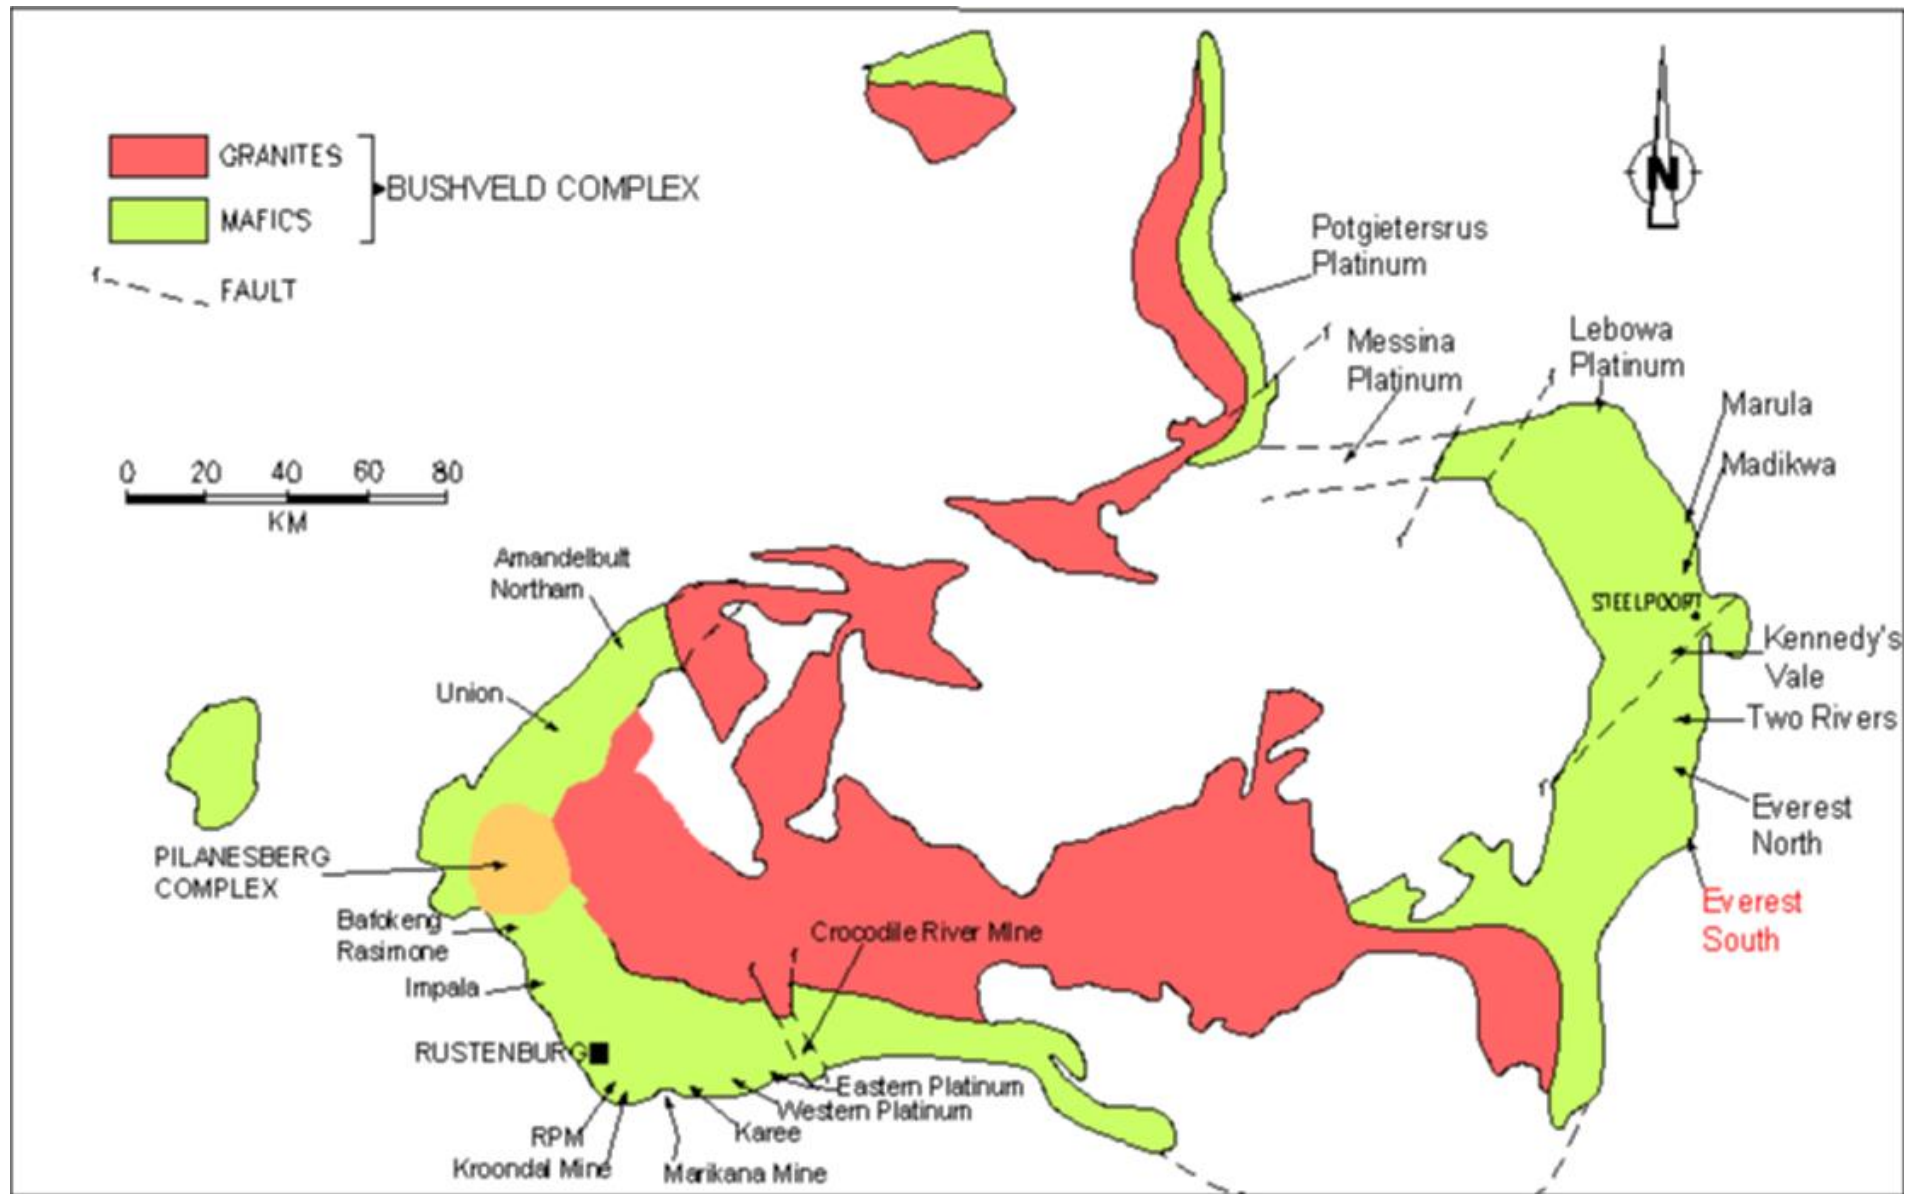 GRANITES
MAFICS
BUSHVELD COMPLEX
FAULT
N
Potgietersrus
Platinum
Messina
Platinum
Lebowa
Platinum
Marula
Madikwa
0 20 40 60 80
KM
Amandelbult
Northam
STEELPOORT
Kennedy's
Vale
Union
Two Rivers
Everest
North
PILANESBERG
COMPLEX
Everest
South
Bafokeng
Rasimone
Crocodile River Mine
Impala
RUSTENBURG
Eastern Platinum
Western Platinum
Karee
RPM
Kroondal Mine
Marikana Mine